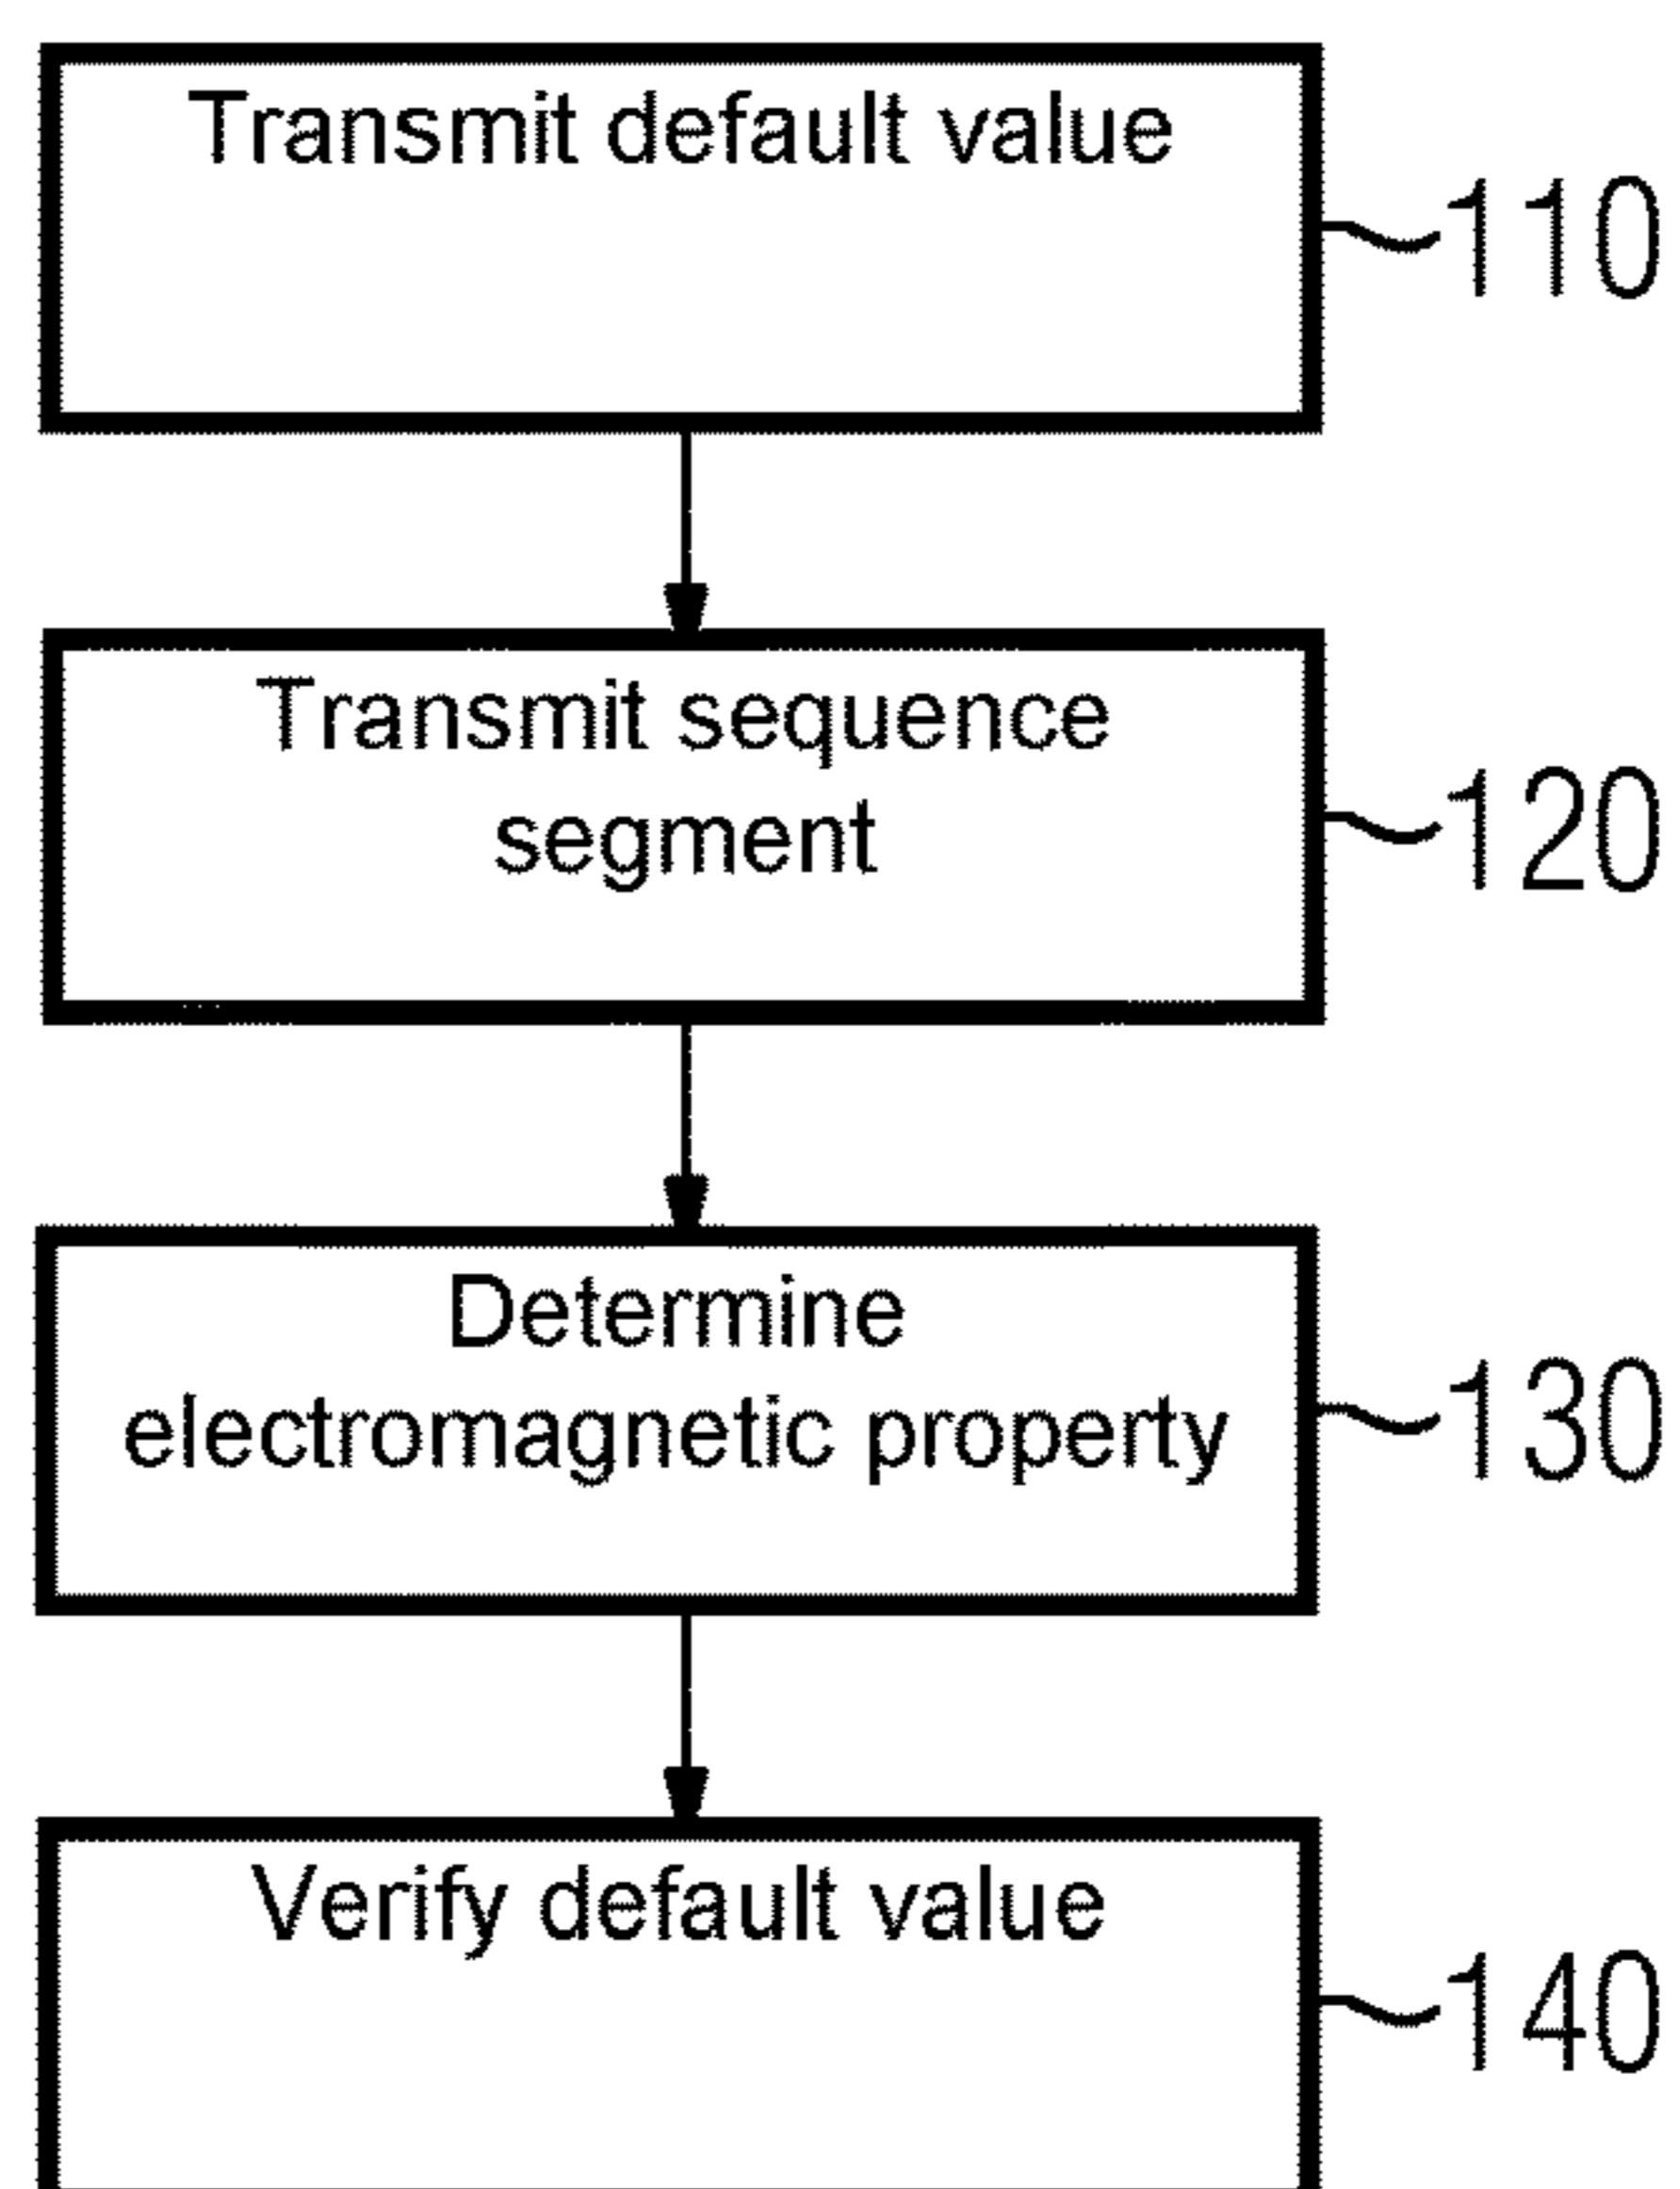 Transmit default value
110
Transmit sequence
segment
120
Determine
electromagnetic property
130
Verify default value
140